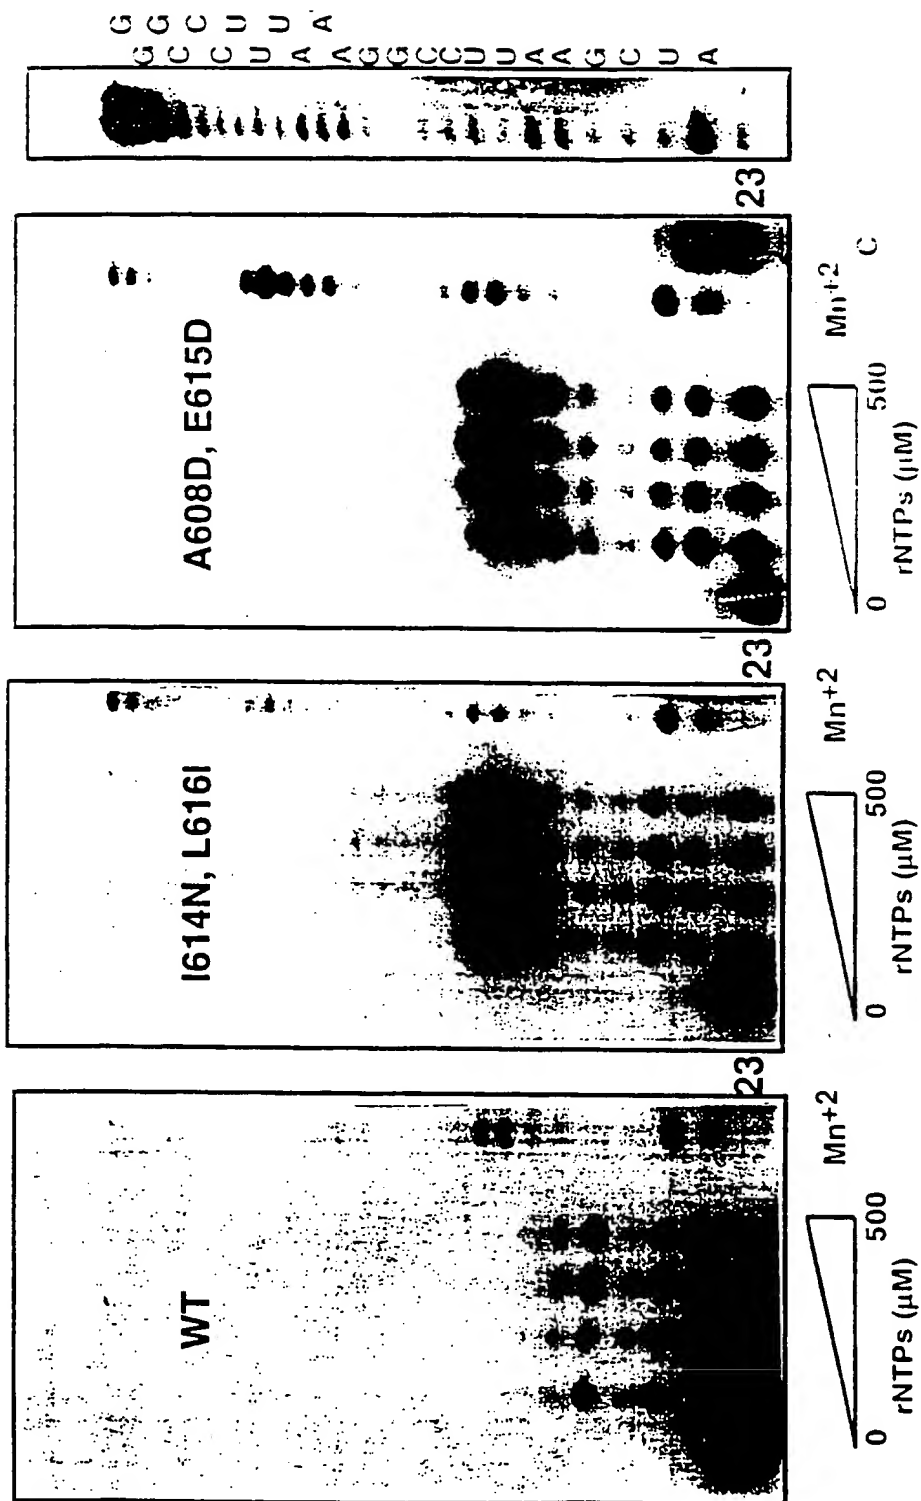 WT
I614N, L616I
A608D, E615D
G
G
G
C
C
C
U
U
U
A
A
A
G
G
C
C
U
U
A
A
G
C
U
A
23
23
23
0 500
Mn+2
0 500
Mn+2
0 500
Mn+2
C
rNTPs (µM)
rNTPs (µM)
rNTPs (µM)